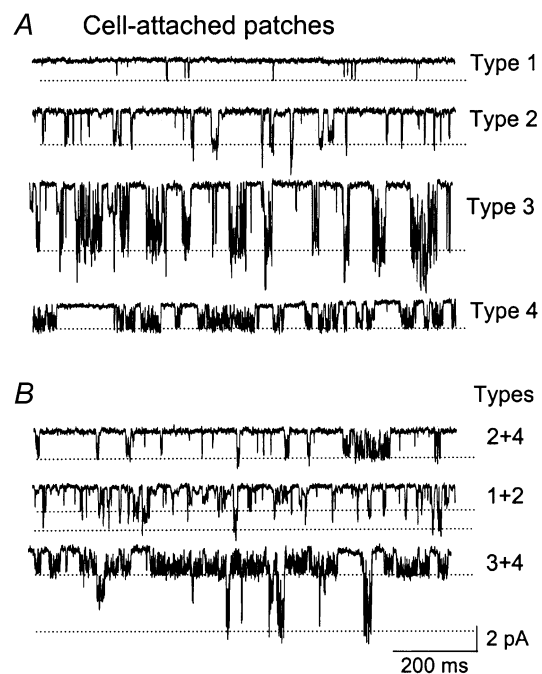 A Cell-attached patches
Type 1
Type 2
Type 3
Type 4
B Types
2+4
1+2
3+4
2 pA
200 ms